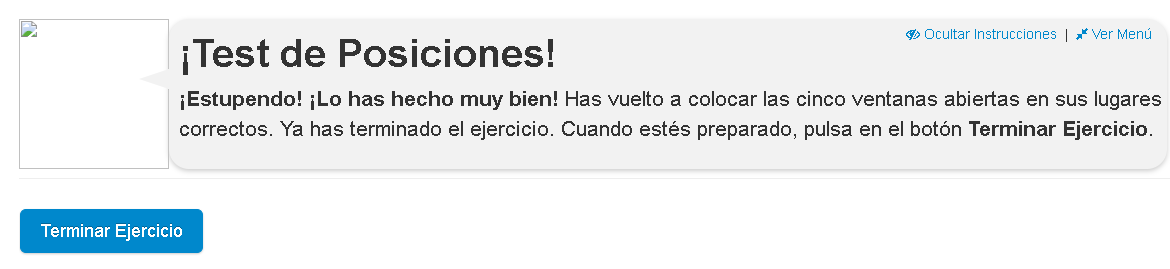 Ocultar Instrucciones | Ver Menú
¡Test de Posiciones!
¡Estupendo! ¡Lo has hecho muy bien! Has vuelto a colocar las cinco ventanas abiertas en sus lugares
correctos. Ya has terminado el ejercicio. Cuando estés preparado, pulsa en el botón Terminar Ejercicio.
Terminar Ejercicio